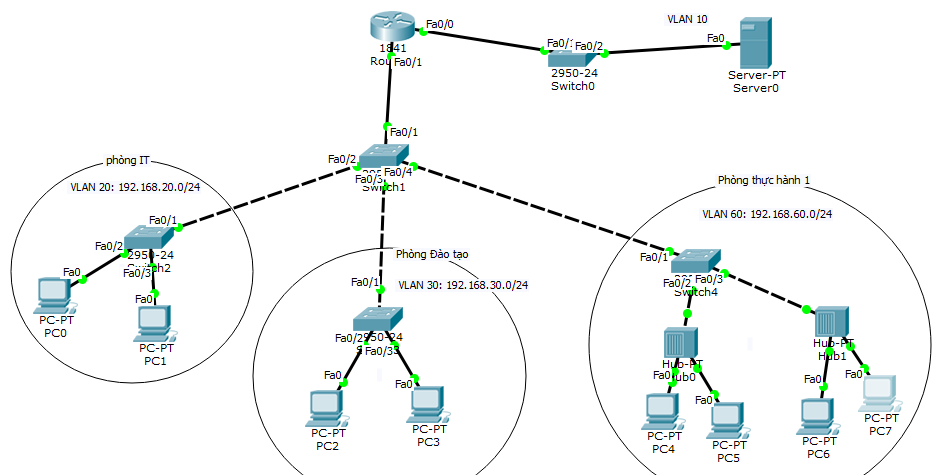 Fa0/0
VLAN 10
1841
Fa0/1
Fa0/2
Fa0
2950-24
Switch0
Server-PT
Server0
Fa0/1
Fa0/1
Fa0/2
Fa0/4
Switch1
phòng IT
VLAN 20: 192.168.20.0/24
Fa0/1
Fa0/2
2950-24
Fa0/3
Switch2
Fa0
PC-PT
PC0
Fa0
PC-PT
PC1
Phòng Đào tạo
VLAN 30: 192.168.30.0/24
Fa0/1
Fa0/2
Fa0/3
Fa0
PC-PT
PC2
Fa0
PC-PT
PC3
Phòng thực hành 1
VLAN 60: 192.168.60.0/24
Fa0/1
Fa0/2
Fa0/3
Switch4
Hub-PT
Hub0
Hub-PT
Hub1
Fa0
PC-PT
PC4
Fa0
PC-PT
PC5
Fa0
PC-PT
PC6
Fa0
PC-PT
PC7